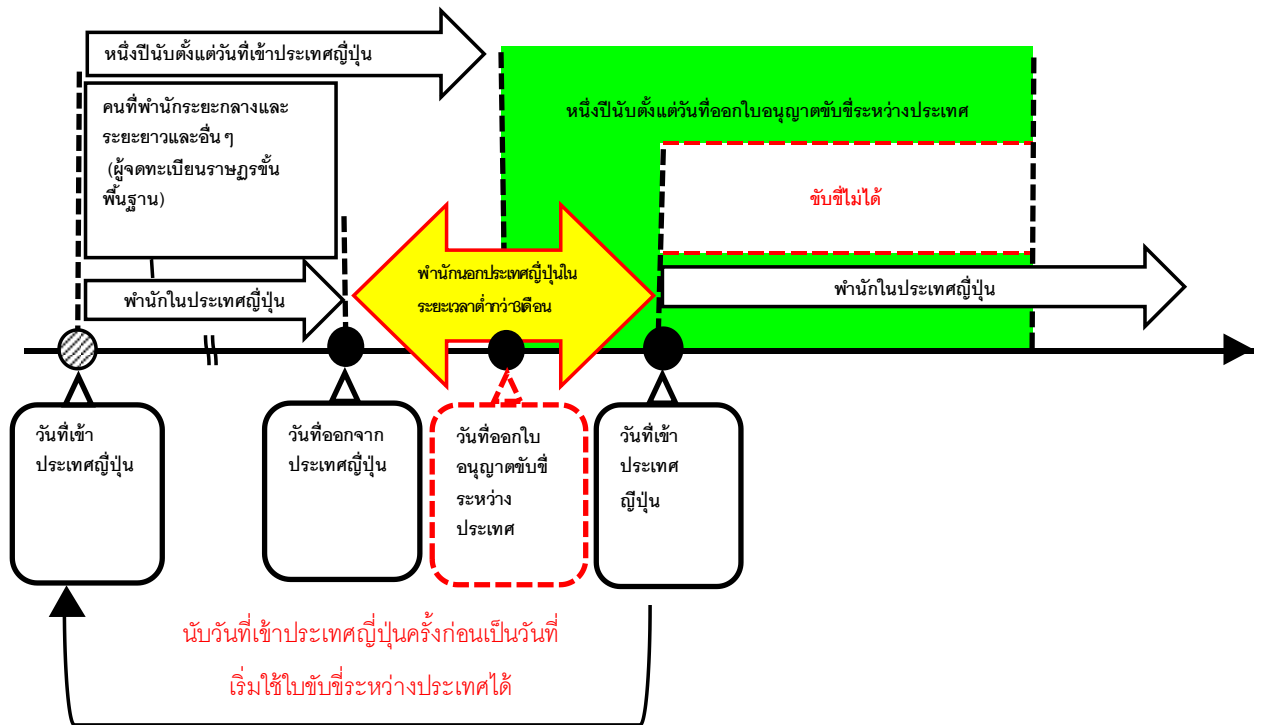 หนึ่งปีนับตั้งแต่วันที่เข้าประเทศญี่ปุ่น
คนที่พำนักระยะกลางและ
ระยะยาวและอื่นๆ
(ผู้จดทะเบียนราษฎรขั้น
พื้นฐาน)
หนึ่งปีนับตั้งแต่วันที่ออกใบอนุญาตขับขี่ระหว่างประเทศ
ขับขี่ไม่ได้
พำนักในประเทศญี่ปุ่น
พำนักนอกประเทศญี่ปุ่นใน
ระยะเวลาต่ำกว่า3เดือน
พำนักในประเทศญี่ปุ่น
วันที่เข้า
ประเทศญี่ปุ่น
วันที่ออกจาก
ประเทศญี่ปุ่น
วันที่ออกใบ
อนุญาตขับขี่
ระหว่าง
ประเทศ
วันที่เข้า
ประเทศ
ญีปุ่น
นับวันที่เข้าประเทศญี่ปุ่นครั้งก่อนเป็นวันที่
เริ่มใช้ใบขับขี่ระหว่างประเทศได้